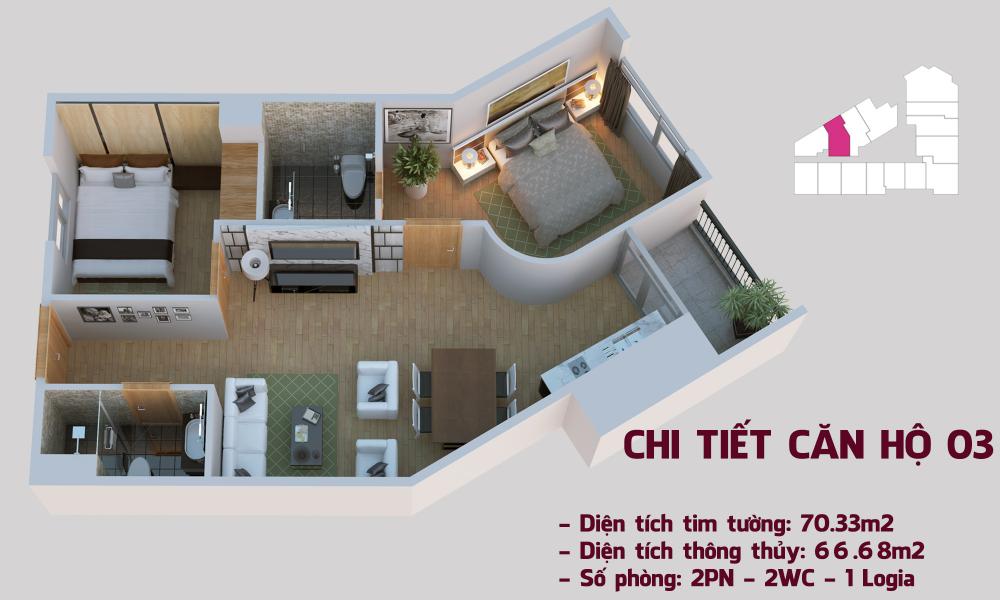 CHI TIẾT CĂN HỘ 03
- Diện tích tim tường: 70.33m2
- Diện tích thông thủy: 66.68m2
- Số phòng: 2PN - 2WC - 1 Logia